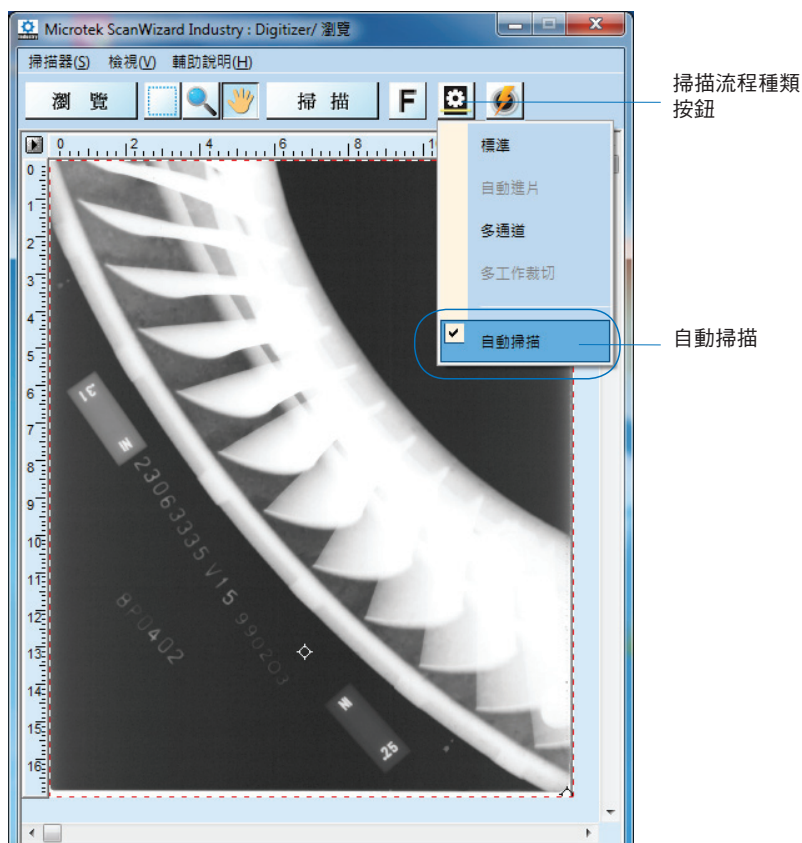 Microtek ScanWizard Industry : Digitizer/ 瀏覽
掃描器(S) 檢視(V) 輔助說明(H)
瀏 覽 掃 描 F
掃描流程種類
按鈕
標準
自動進片
多通道
多工作裁切
自動掃描
自動掃描
0 2 4 6 8
0
1
2
3
4
5
6
7
8
9
10
11
12
13
14
15
16
31
IN
23063335 V15 990203
8P0402
IN
.25